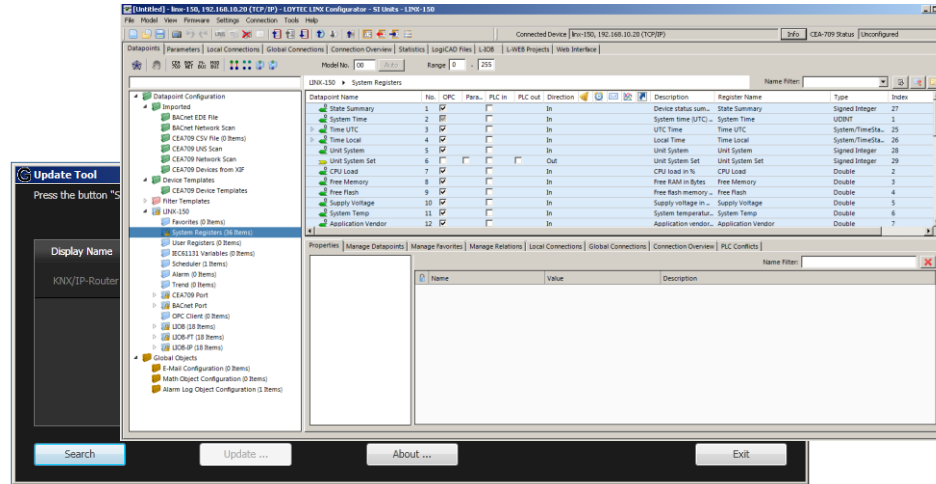 [Untitled] - linx-150, 192.168.10.20 (TCP/IP) - LOYTEC LINX Configurator - SI Units - LINX-150
File Model View Firmware Settings Connection Tools Help
Connected Device linx-150, 192.168.10.20 (TCP/IP) Info CEA-709 Status Unconfigured
Datapoints Parameters Local Connections Global Connections Connection Overview Statistics LogiCAD Files L-IOB L-WEB Projects Web Interface
Model No. 00 Auto Range 0 - 255
LINX-150 System Registers Name Filter:
Datapoint Name No. OPC Para... PLC in PLC out Direction Description Register Name Type Index
State Summary 1 In Device status sum... State Summary Signed Integer 27
System Time 2 In System time (UTC) ... System Time UDINT 1
Time UTC 3 In UTC Time Time UTC System/TimeSta... 25
Time Local 4 In Local Time Time Local System/TimeSta... 26
Unit System 5 In Unit System Unit System Signed Integer 28
Unit System Set 6 Out Unit System Set Unit System Set Signed Integer 29
CPU Load 7 In CPU load in % CPU Load Double 2
Free Memory 8 In Free RAM in Bytes Free Memory Double 3
Free Flash 9 In Free flash memory ... Free Flash Double 4
Supply Voltage 10 In Supply voltage in ... Supply Voltage Double 5
System Temp 11 In System temperatur... System Temp Double 6
Application Vendor 12 In Application vendor... Application Vendor Double 7
Datapoint Configuration
Imported
BACnet EDE File
BACnet Network Scan
CEA709 CSV File (0 Items)
CEA709 LNS Scan
CEA709 Network Scan
CEA709 Devices from XIF
Device Templates
CEA709 Device Templates
Filter Templates
LINX-150
Favorites (0 Items)
System Registers (36 Items)
User Registers (0 Items)
IEC61131 Variables (0 Items)
Scheduler (1 Items)
Alarm (0 Items)
Trend (0 Items)
CEA709 Port
BACnet Port
OPC Client (0 Items)
LIOB (18 Items)
LIOB-FT (18 Items)
LIOB-IP (18 Items)
Global Objects
E-Mail Configuration (0 Items)
Math Object Configuration (0 Items)
Alarm Log Object Configuration (1 Items)
Properties Manage Datapoints Manage Favorites Manage Relations Local Connections Global Connections Connection Overview PLC Conflicts
Name Filter:
Name Value Description
Update Tool
Press the button "S
Display Name
KNX/IP-Router
Search Update ... About ... Exit